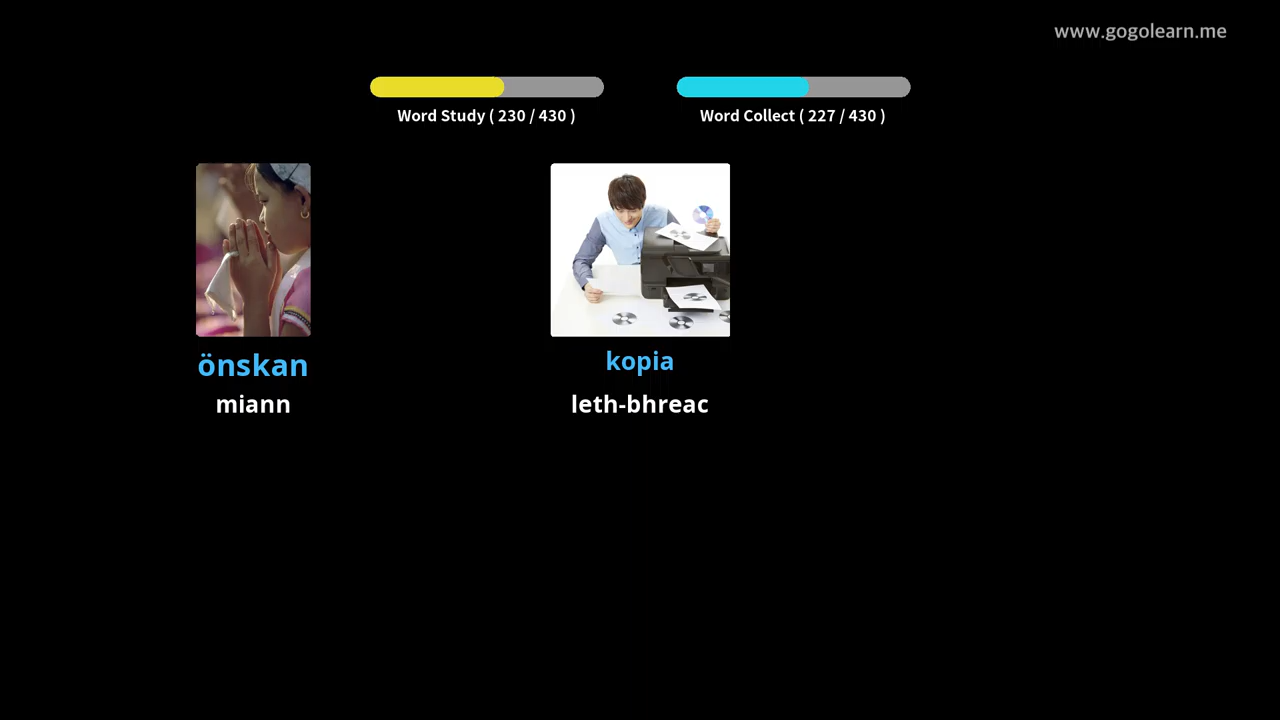 www.gogolearn.me
Word Study ( 230 / 430 )
Word Collect ( 227 / 430 )
önskan
kopia
miann
leth-bhreac